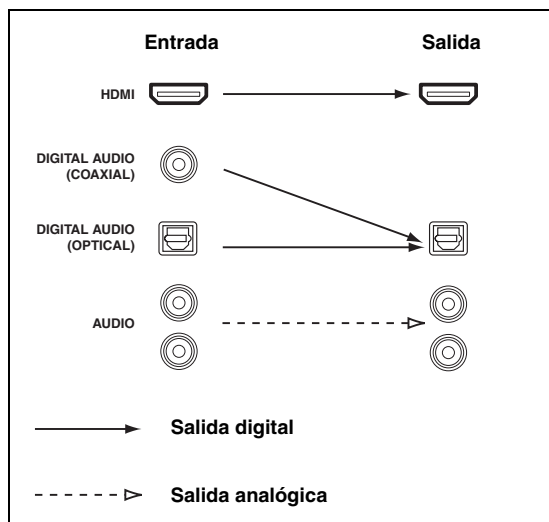 Entrada Salida
HDMI
DIGITAL AUDIO
(COAXIAL)
DIGITAL AUDIO
(OPTICAL)
AUDIO
Salida digital
Salida analógica